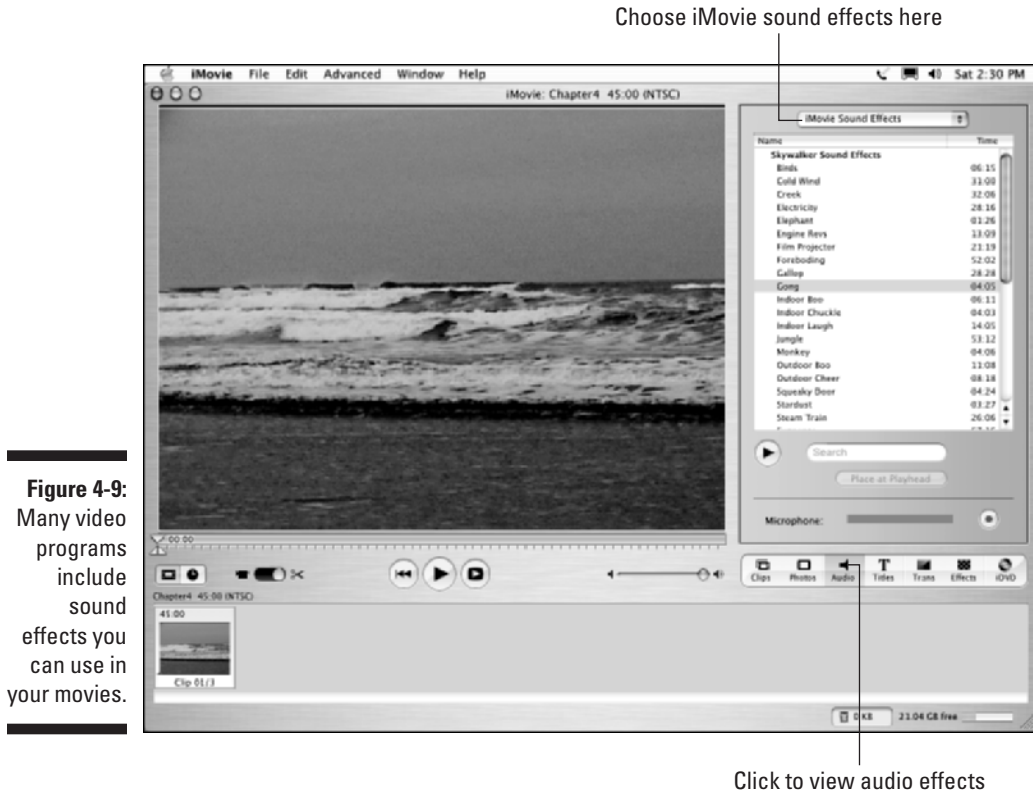 Choose iMovie sound effects here
iMovie File Edit Advanced Window Help
Sat 2:30 PM
iMovie: Chapter4 45:00 (NTSC)
iMovie Sound Effects
Name Time
Skywalker Sound Effects
Birds 06:15
Cold Wind 31:00
Creek 32:06
Electricity 28:16
Elephant 01:26
Engine Revs 13:09
Film Projector 21:19
Foreboding 52:02
Gallop 28:28
Gong 04:05
Indoor Boo 06:11
Indoor Chuckle 04:03
Indoor Laugh 14:05
Jungle 53:12
Monkey 04:06
Outdoor Boo 11:08
Outdoor Cheer 08:18
Squeaky Door 04:24
Stardust 03:27
Steam Train 26:06
Search
Place at Playhead
Microphone:
00:00
Clips Photos Audio Titles Trans Effects iDVD
Chapter4 45:00 (NTSC)
45:00
Clip 01/3
0 KB 21.04 GB free
Figure 4-9:
Many video
programs
include
sound
effects you
can use in
your movies.
Click to view audio effects